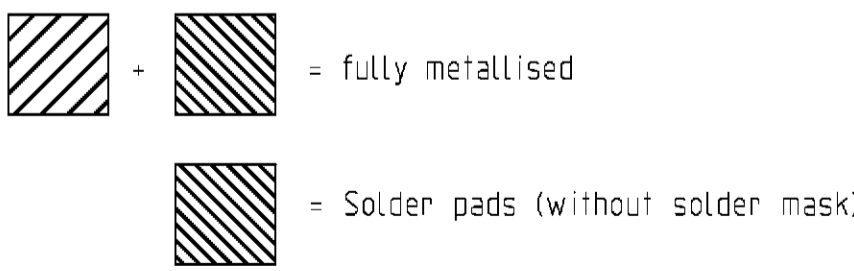 + = fully metallised
= Solder pads (without solder mask)